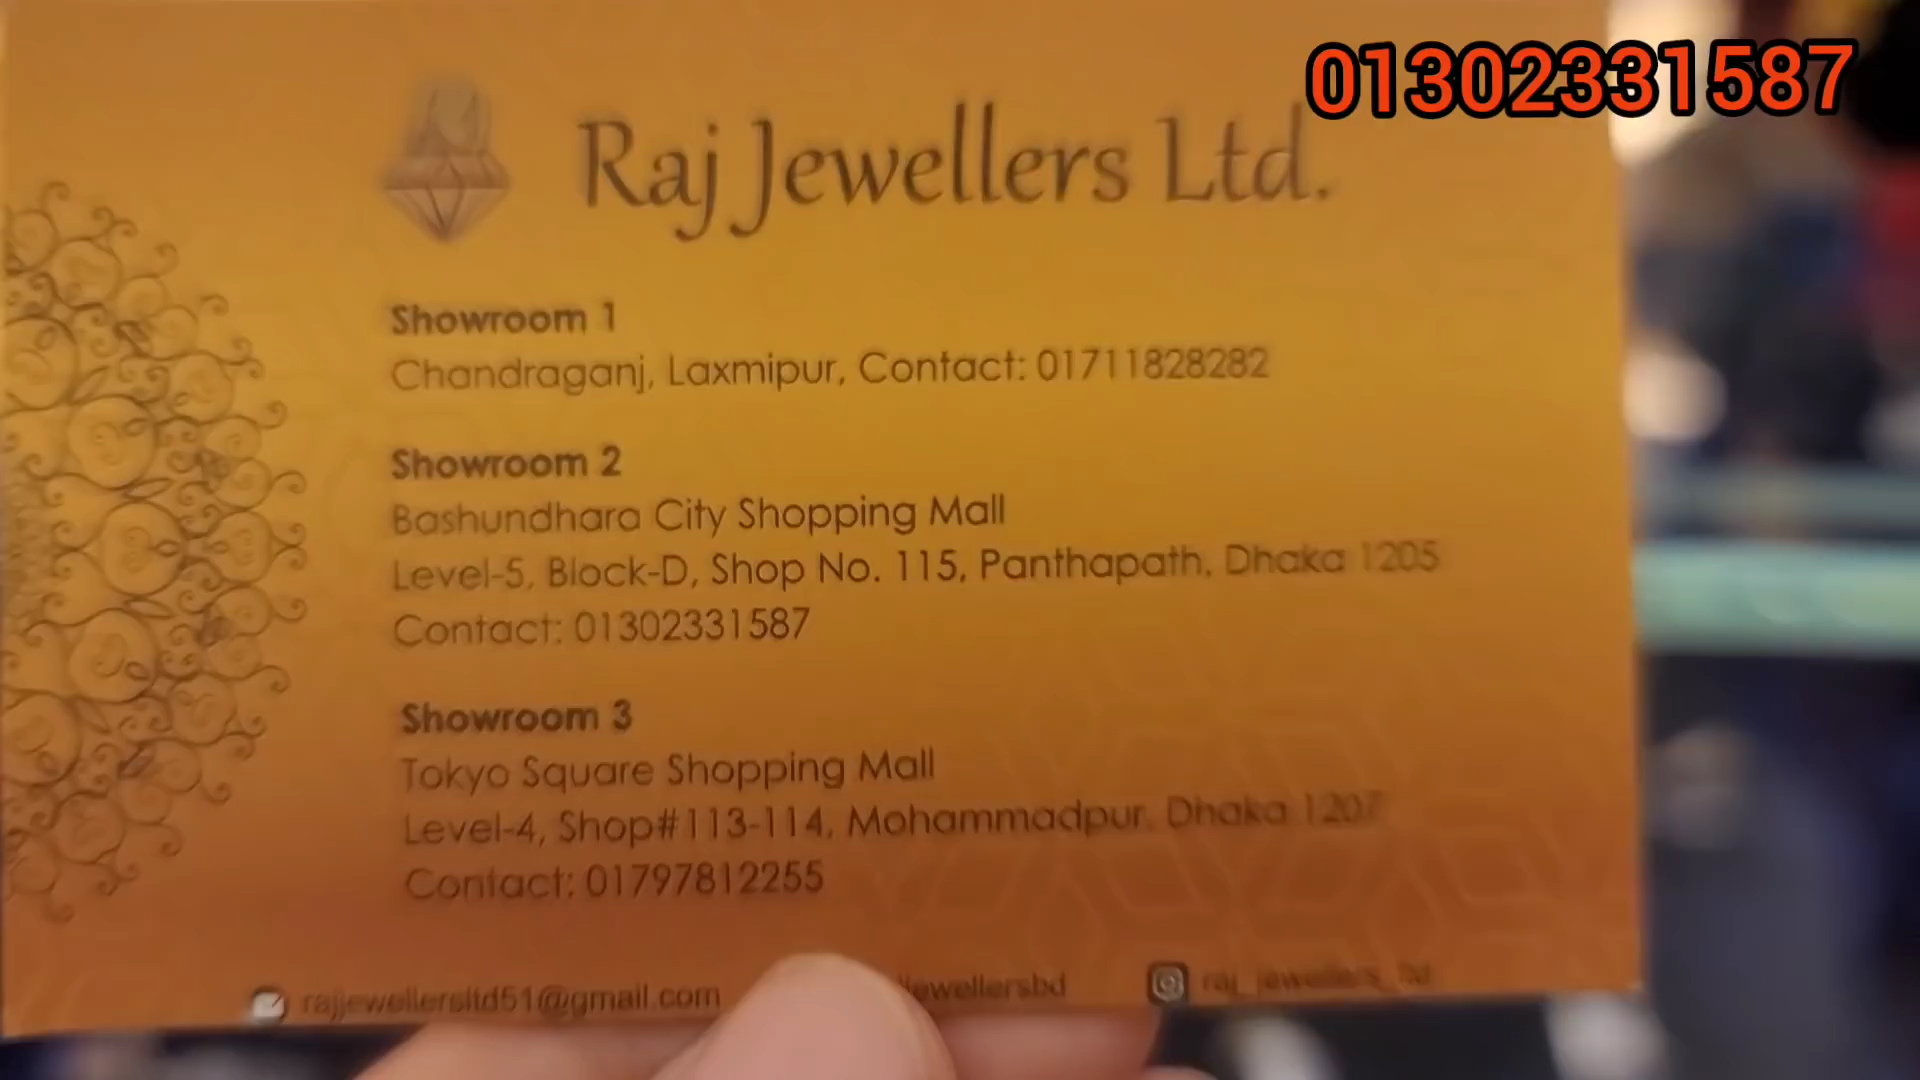 01302331587
Raj Jewellers Ltd.
Showroom 1
Chandraganj, Laxmipur, Contact: 01711828282
Showroom 2
Bashundhara City Shopping Mall
Level-5, Block-D, Shop No. 115, Panthapath, Dhaka 1205
Contact: 01302331587
Showroom 3
Tokyo Square Shopping Mall
Level-4, Shop#113-114, Mohammadpur, Dhaka 1207
Contact: 01797812255
rajjewellersltd51@gmail.com
jewellersbd